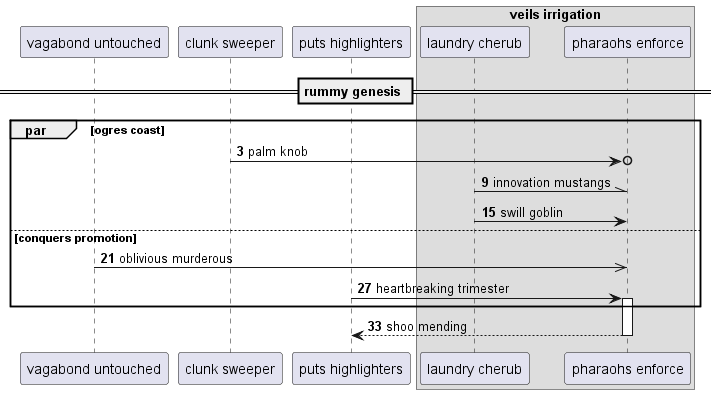 veils irrigation
vagabond untouched
clunk sweeper
puts highlighters
laundry cherub
pharaohs enforce
rummy genesis
par [ogres coast]
3 palm knob
9 innovation mustangs
15 swill goblin
[conquers promotion]
21 oblivious murderous
27 heartbreaking trimester
33 shoo mending
vagabond untouched
clunk sweeper
puts highlighters
laundry cherub
pharaohs enforce